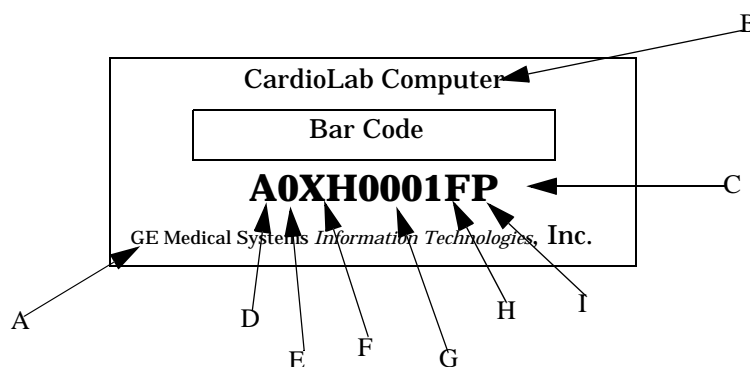 B
CardioLab Computer
Bar Code
A0XH0001FP
C
GE Medical Systems Information Technologies, Inc.
A
D
E
F
G
H
I